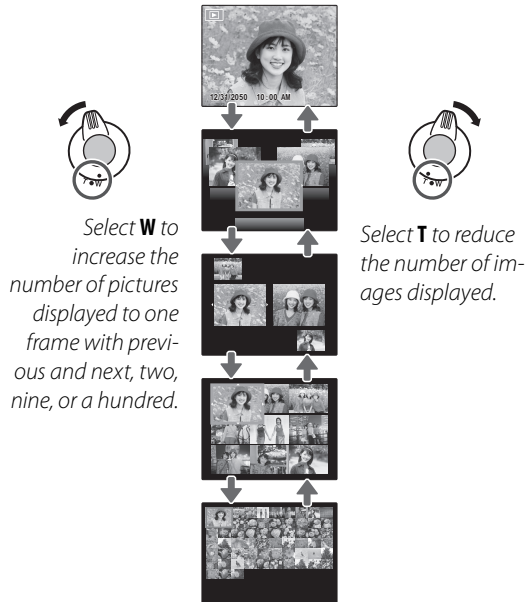 12/31/2050 10:00 AM
Select W to
increase the
number of pictures
displayed to one
frame with previ-
ous and next, two,
nine, or a hundred.
Select T to reduce
the number of im-
ages displayed.